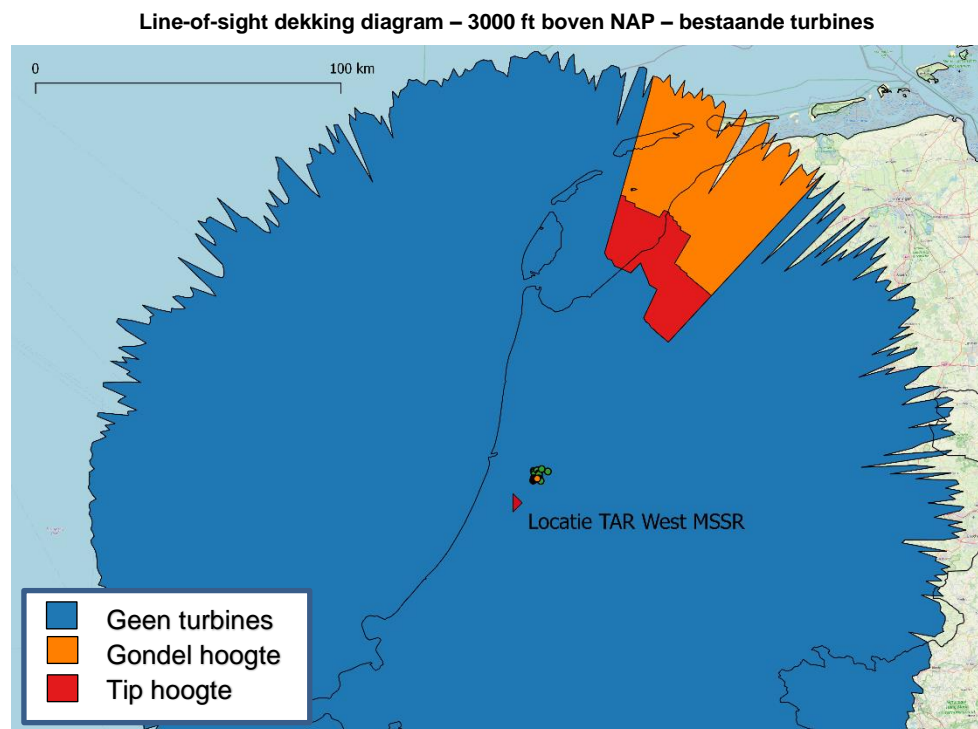 Line-of-sight dekking diagram – 3000 ft boven NAP – bestaande turbines
0 100 km
Locatie TAR West MSSR
Geen turbines
Gondel hoogte
Tip hoogte